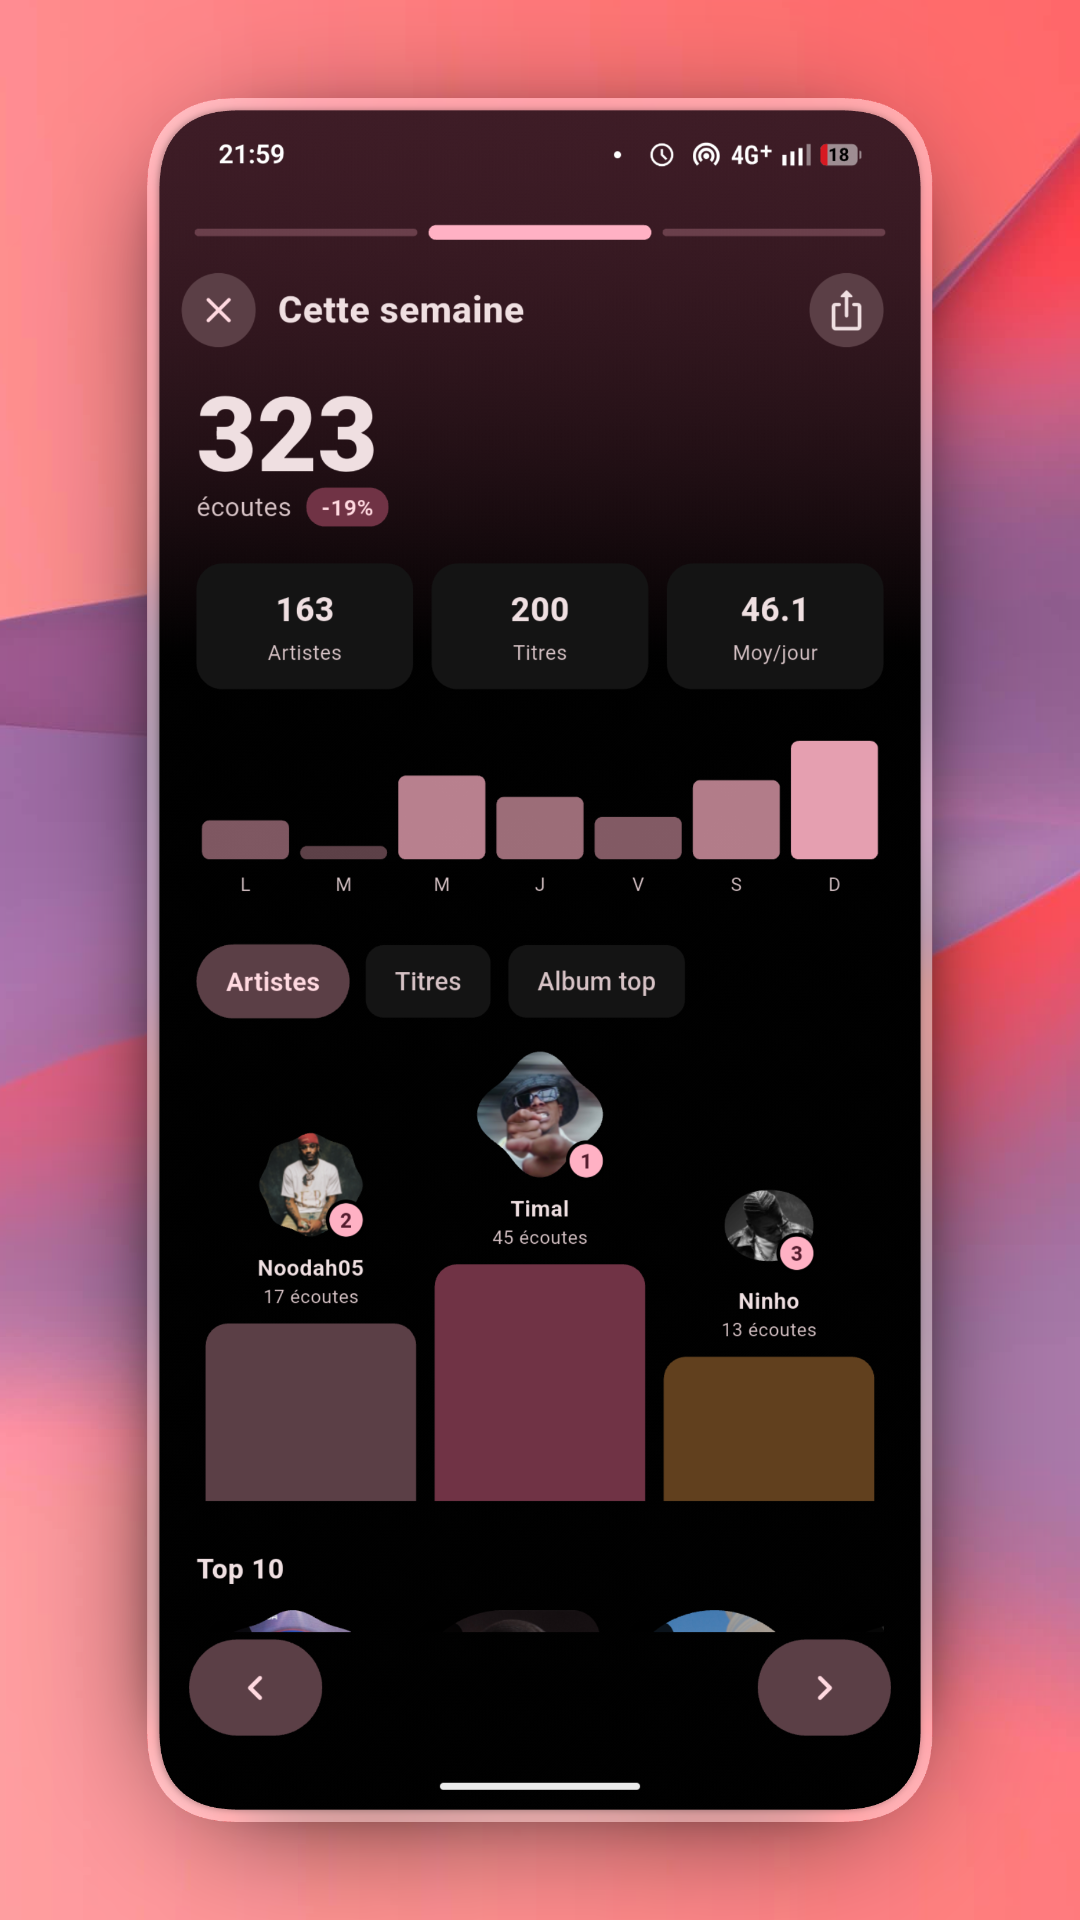 21:59 4G+ 18
Cette semaine
323
écoutes -19%
163 200 46.1
Artistes Titres Moy/jour
L M M J V S D
Artistes Titres Album top
1
Timal
45 écoutes
2
Noodah05
17 écoutes
3
Ninho
13 écoutes
Top 10